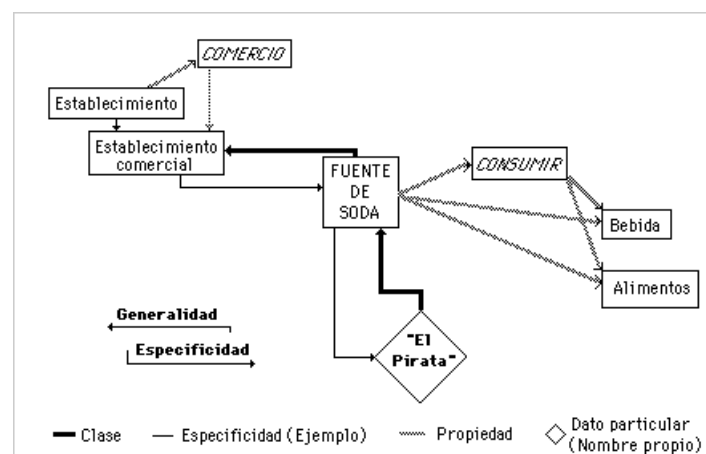 COMERCIO
Establecimiento
Establecimiento
comercial
FUENTE
DE
SODA
CONSUMIR
Bebida
Alimentos
Generalidad
Especificidad
"El
Pirata"
Clase
Especificidad (Ejemplo)
Propiedad
Dato particular
(Nombre propio)